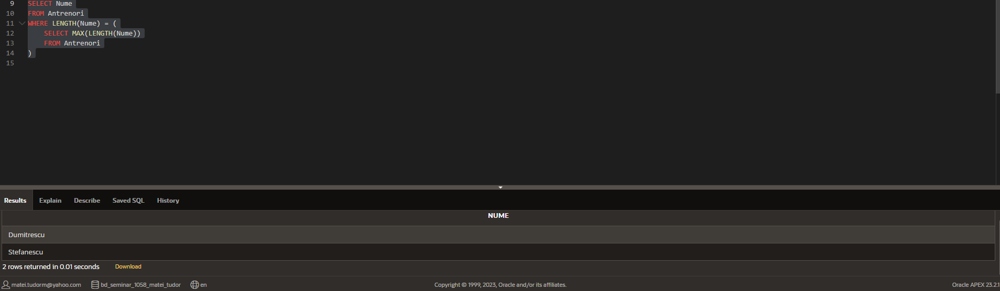 9 SELECT Nume
10 FROM Antrenori
11 WHERE LENGTH(Nume) = (
12 SELECT MAX(LENGTH(Nume))
13 FROM Antrenori
14 )
15
Results Explain Describe Saved SQL History
NUME
Dumitrescu
Stefanescu
2 rows returned in 0.01 seconds Download
matei.tudorm@yahoo.com bd_seminar_1058_matei_tudor en Copyright © 1999, 2023, Oracle and/or its affiliates. Oracle APEX 23.2.1